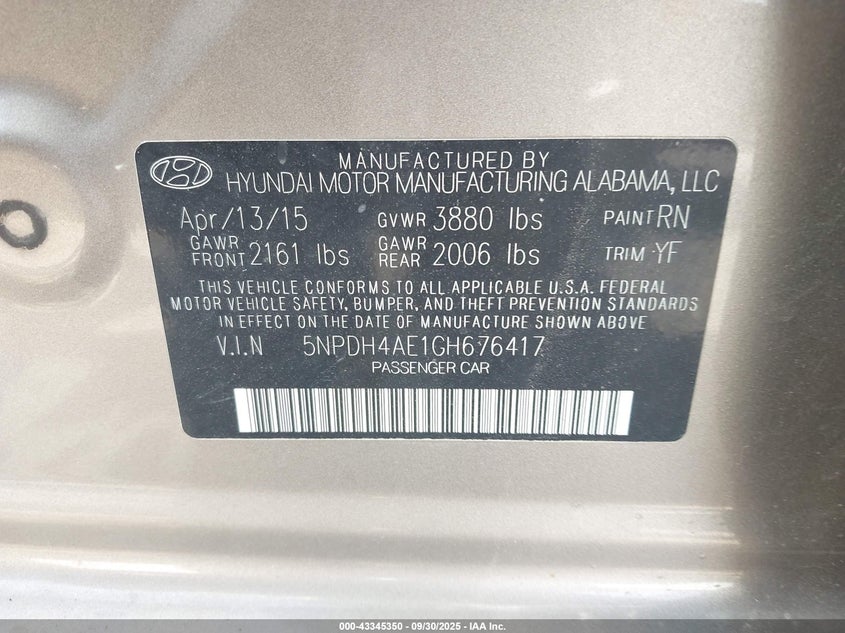 MANUFACTURED BY
HYUNDAI MOTOR MANUFACTURING ALABAMA, LLC
Apr/13/15 GVWR 3880 lbs PAINT RN
GAWR FRONT 2161 lbs GAWR REAR 2006 lbs TRIM YF
THIS VEHICLE CONFORMS TO ALL APPLICABLE U.S.A. FEDERAL
MOTOR VEHICLE SAFETY, BUMPER, AND THEFT PREVENTION STANDARDS
IN EFFECT ON THE DATE OF MANUFACTURE SHOWN ABOVE
V.I.N 5NPDH4AE1GH676417
PASSENGER CAR
000-43345350 - 09/30/2025 - IAA Inc.